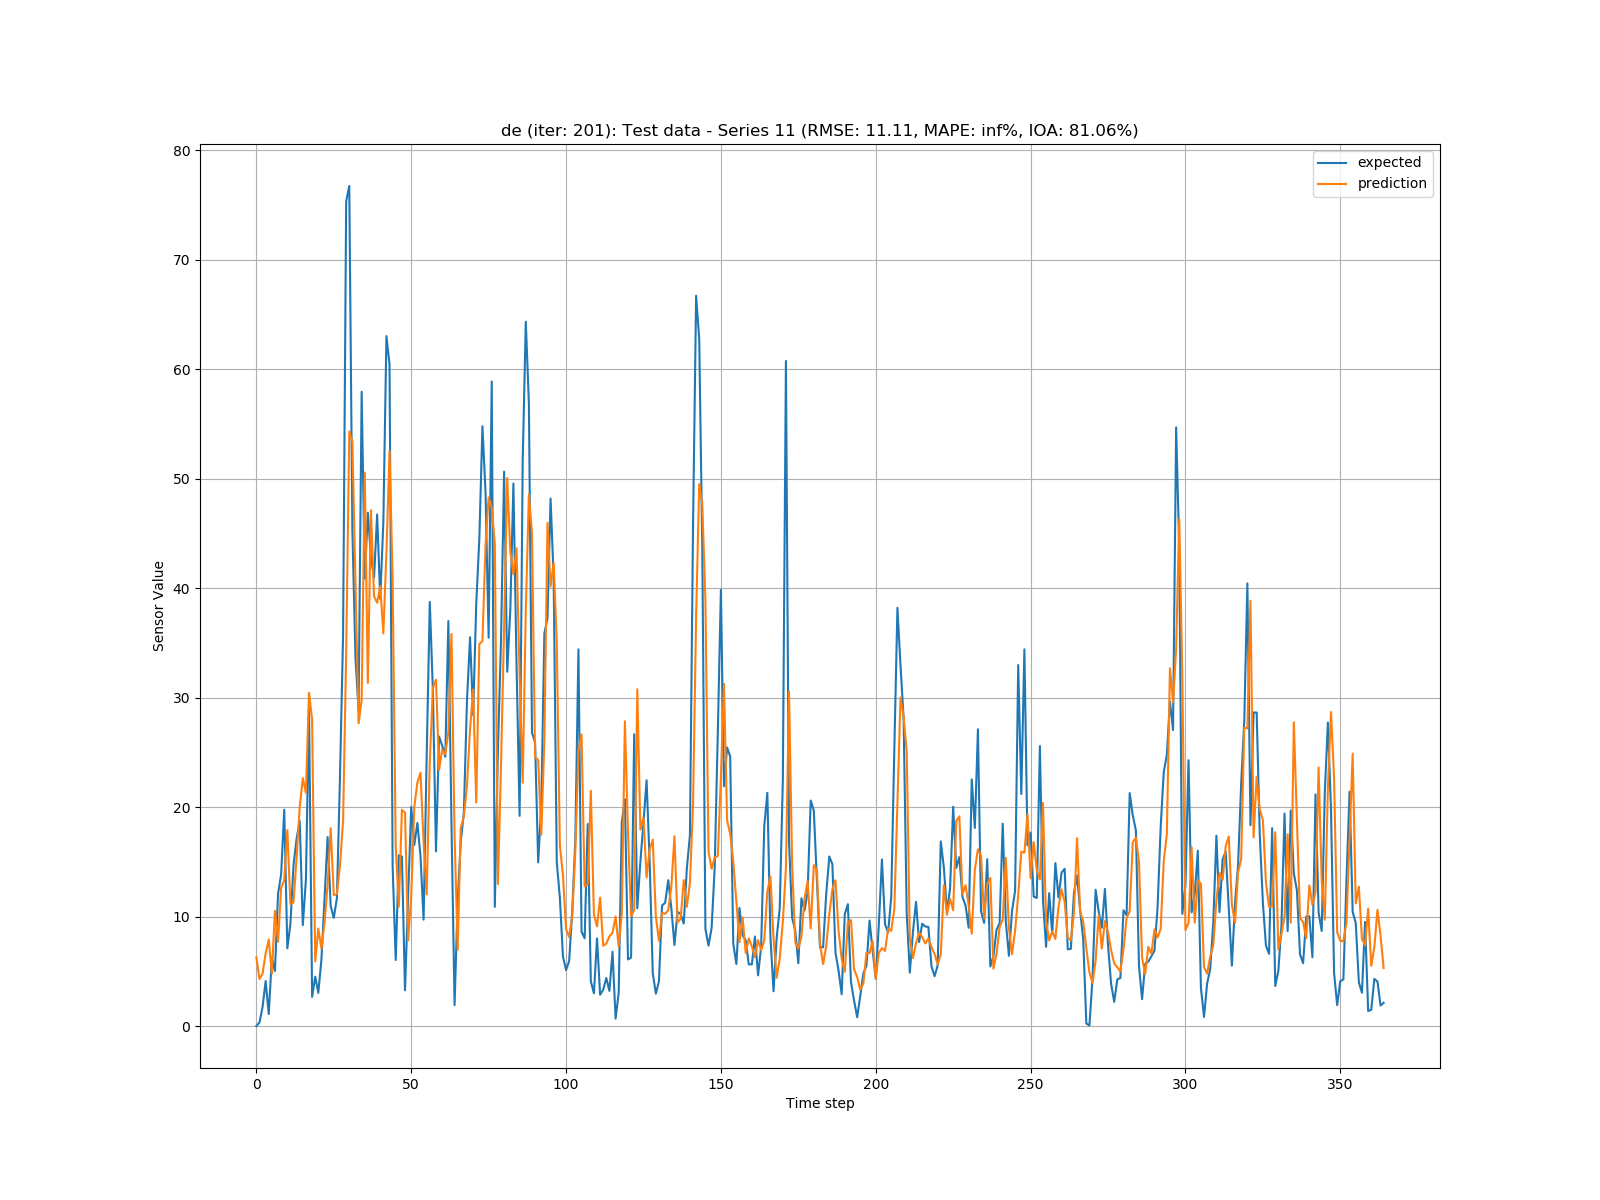 de (iter: 201): Test data - Series 11 (RMSE: 11.11, MAPE: inf%, IOA: 81.06%)
expected
prediction
80
70
60
50
40
30
20
10
0
Sensor Value
0 50 100 150 200 250 300 350
Time step